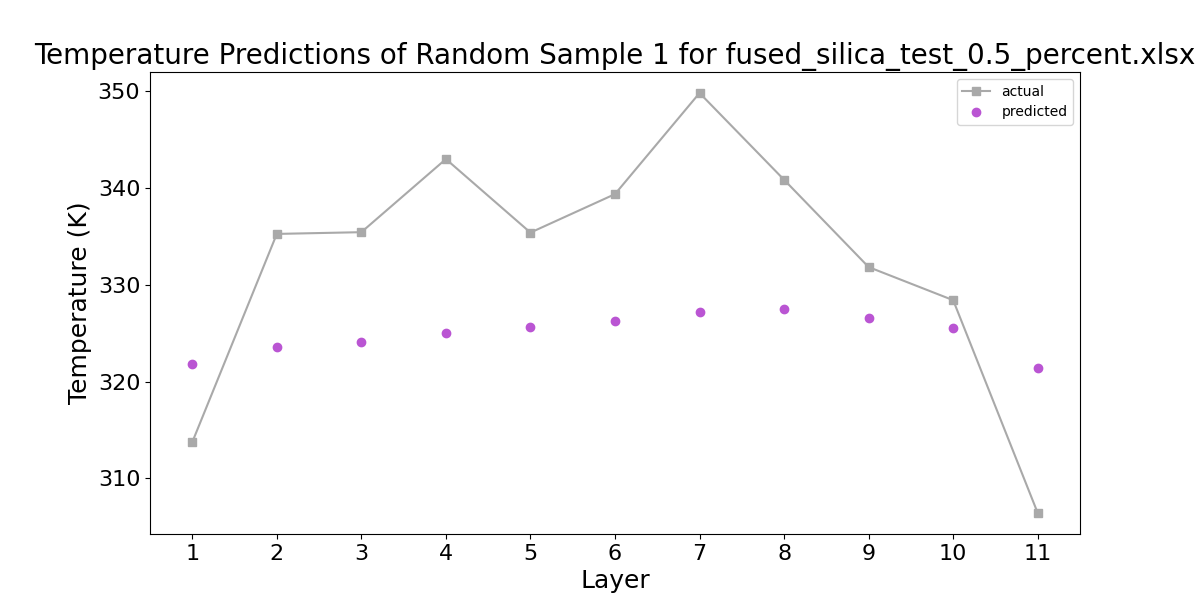 Temperature Predictions of Random Sample 1 for fused_silica_test_0.5_percent.xlsx
actual
predicted
350
340
330
320
310
Temperature (K)
1 2 3 4 5 6 7 8 9 10 11
Layer